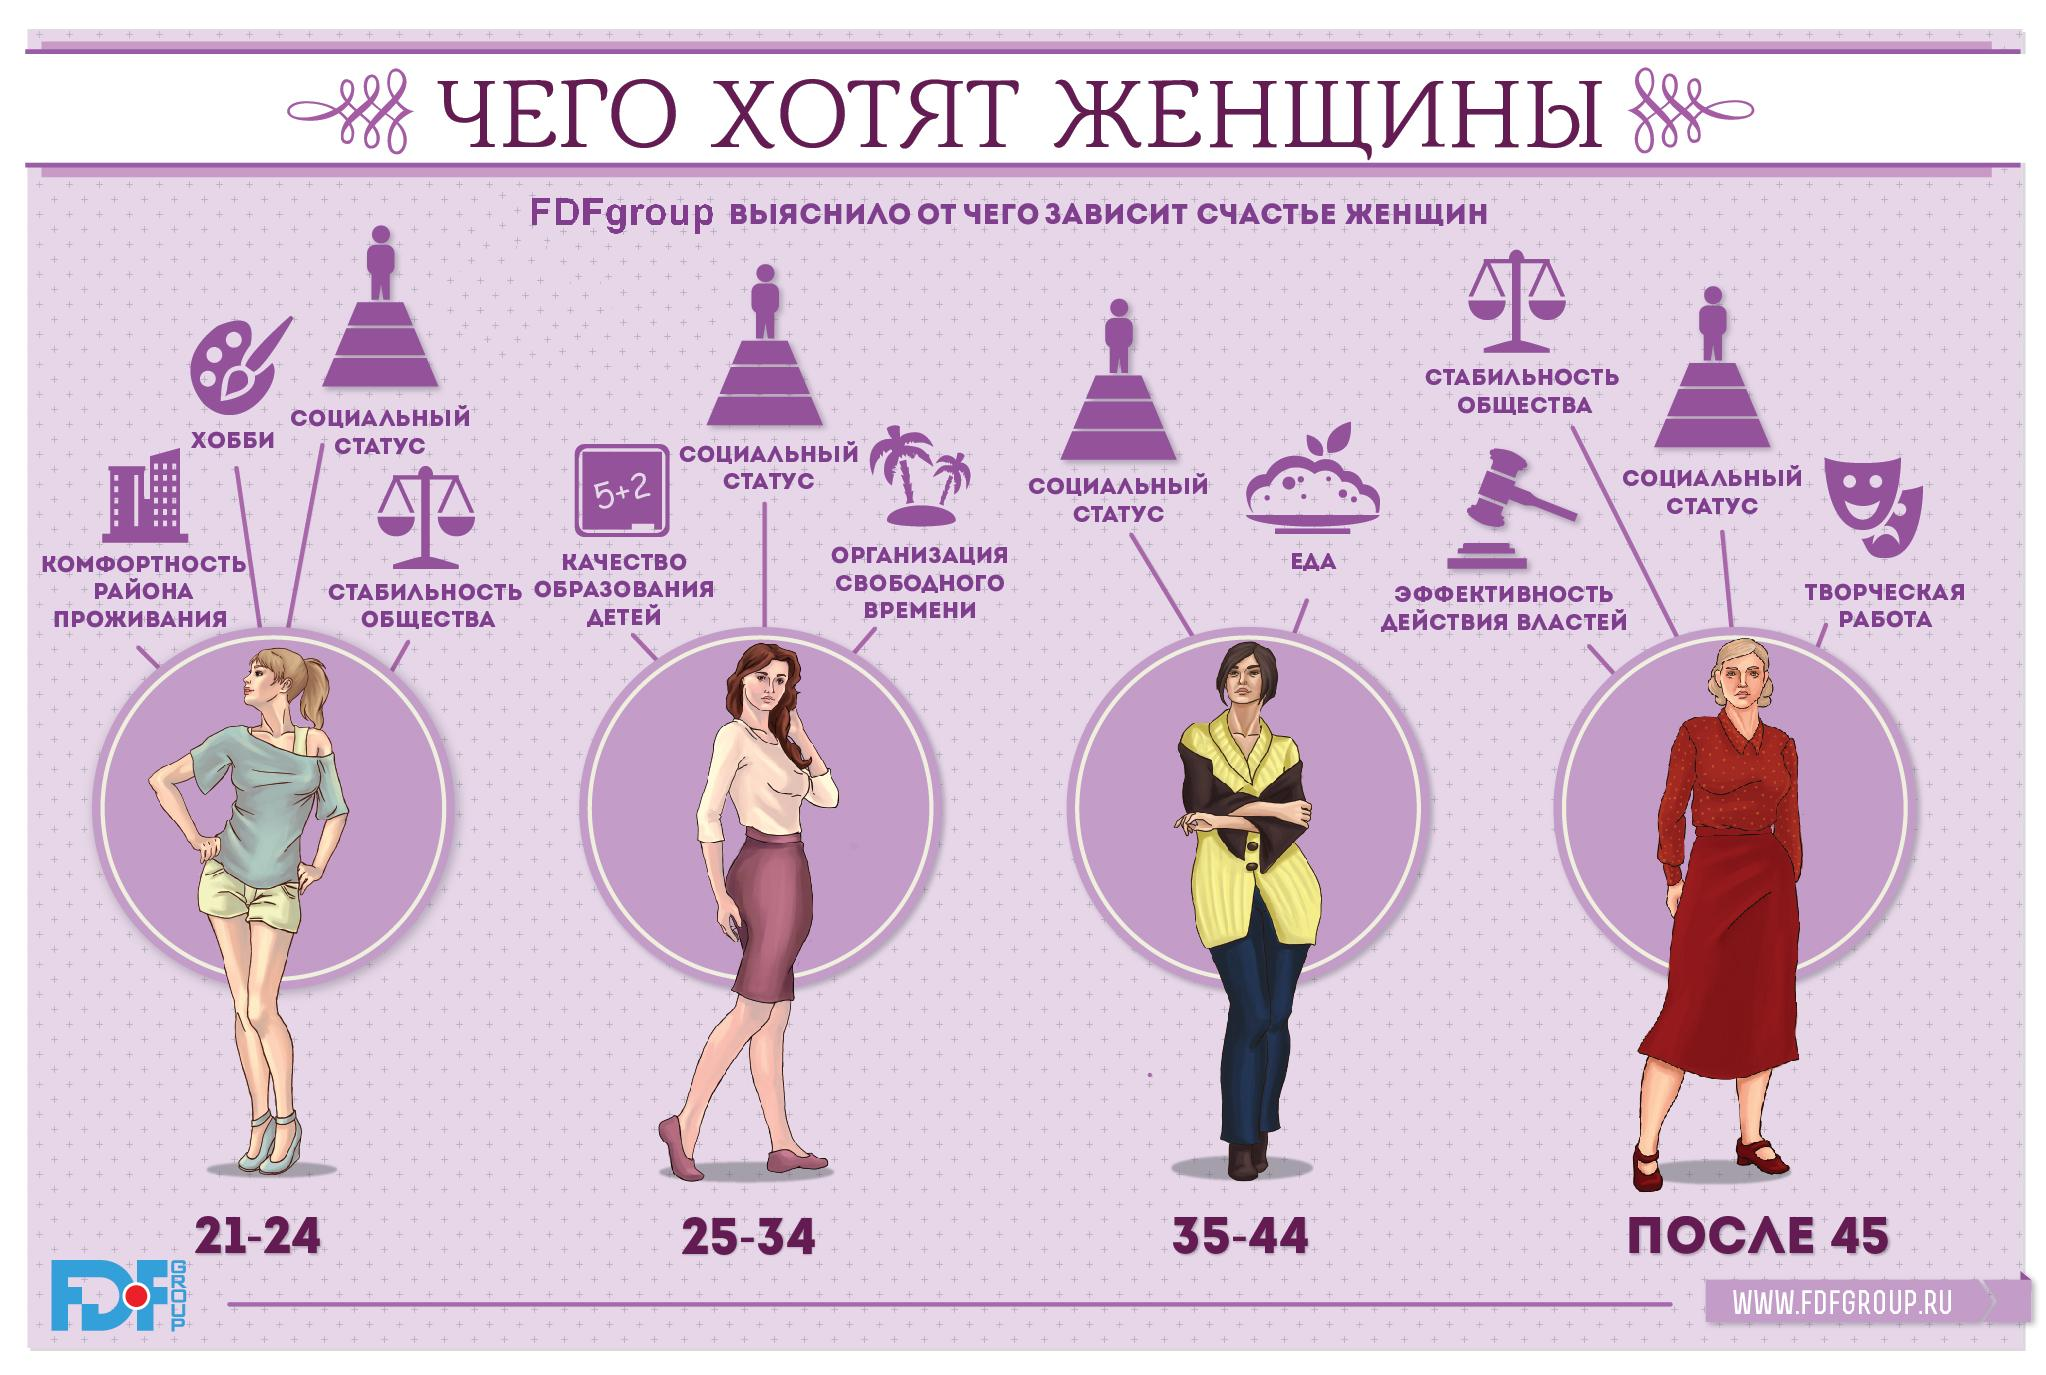 ЧЕГО ХОТЯТ ЖЕНЩИНЫ
FDFgroup ВЫЯСНИЛО ОТ ЧЕГО ЗАВИСИТ СЧАСТЬЕ ЖЕНЩИН
КОМФОРТНОСТЬ
РАЙОНА
ПРОЖИВАНИЯ
ХОББИ
СОЦИАЛЬНЫЙ
СТАТУС
СТАБИЛЬНОСТЬ
ОБЩЕСТВА
5+2
КАЧЕСТВО
ОБРАЗОВАНИЯ
ДЕТЕЙ
СОЦИАЛЬНЫЙ
СТАТУС
ОРГАНИЗАЦИЯ
СВОБОДНОГО
ВРЕМЕНИ
СОЦИАЛЬНЫЙ
СТАТУС
ЕДА
ЭФФЕКТИВНОСТЬ
ДЕЙСТВИЯ ВЛАСТЕЙ
СТАБИЛЬНОСТЬ
ОБЩЕСТВА
СОЦИАЛЬНЫЙ
СТАТУС
ТВОРЧЕСКАЯ
РАБОТА
21-24
25-34
35-44
ПОСЛЕ 45
FDF GROUP
WWW.FDFGROUP.RU